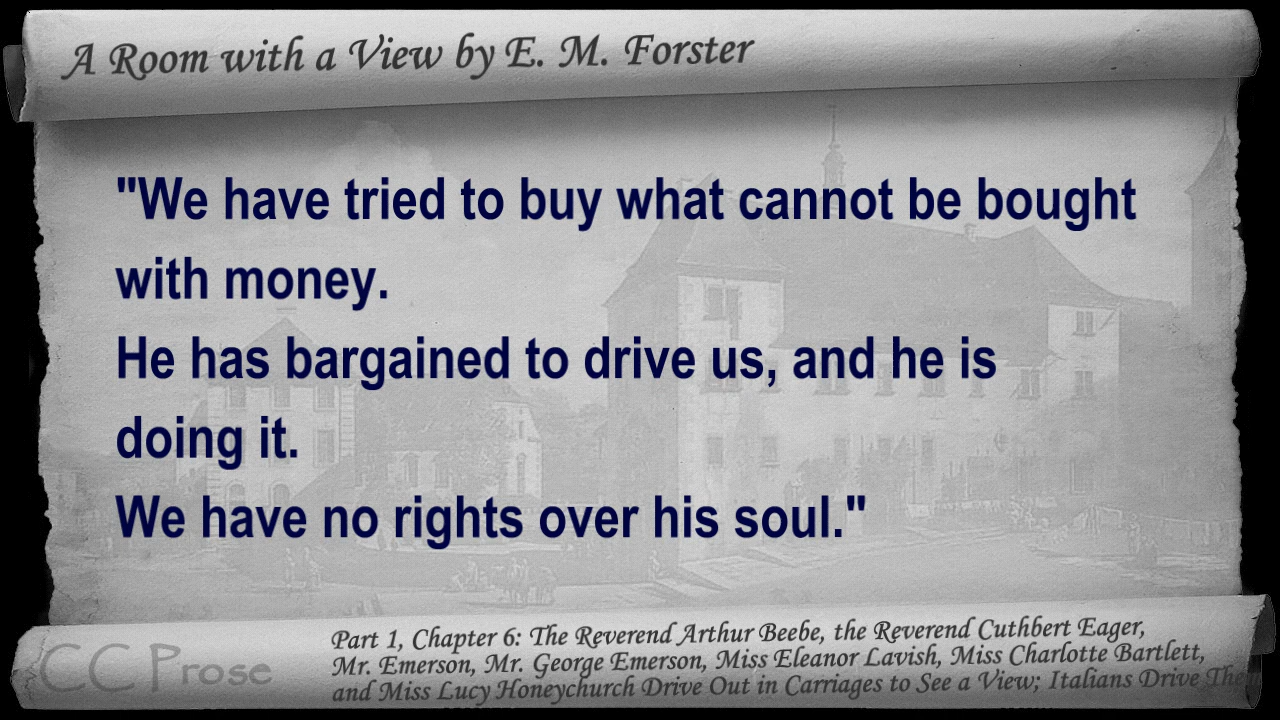 A Room with a View by E. M. Forster
"We have tried to buy what cannot be bought
with money.
He has bargained to drive us, and he is
doing it.
We have no rights over his soul."
CC Prose
Part 1, Chapter 6: The Reverend Arthur Beebe, the Reverend Cuthbert Eager,
Mr. Emerson, Mr. George Emerson, Miss Eleanor Lavish, Miss Charlotte Bartlett,
and Miss Lucy Honeychurch Drive Out in Carriages to See a View; Italians Drive